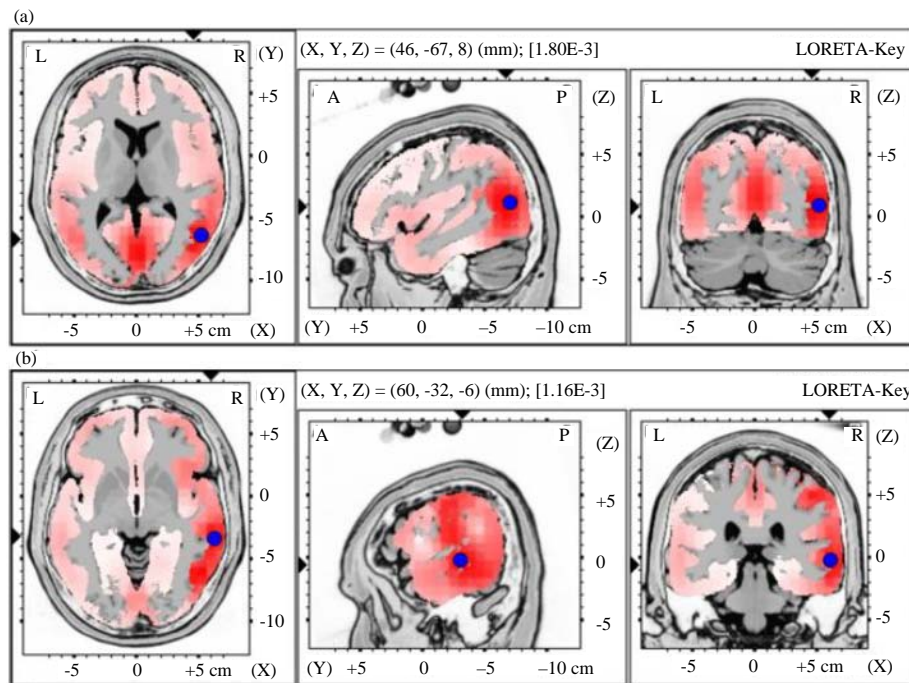 (a)
L R (Y)
+5
0
-5
-10
-5 0 +5 cm (X)
(X, Y, Z) = (46, -67, 8) (mm); [1.80E-3] LORETA-Key
A P (Z)
+5
0
-5
(Y) +5 0 -5 -10 cm
L R (Z)
+5
0
-5
-5 0 +5 cm (X)
(b)
L R (Y)
+5
0
-5
-10
-5 0 +5 cm (X)
(X, Y, Z) = (60, -32, -6) (mm); [1.16E-3] LORETA-Key
A P (Z)
+5
0
-5
(Y) +5 0 -5 -10 cm
L R (Z)
+5
0
-5
-5 0 +5 cm (X)